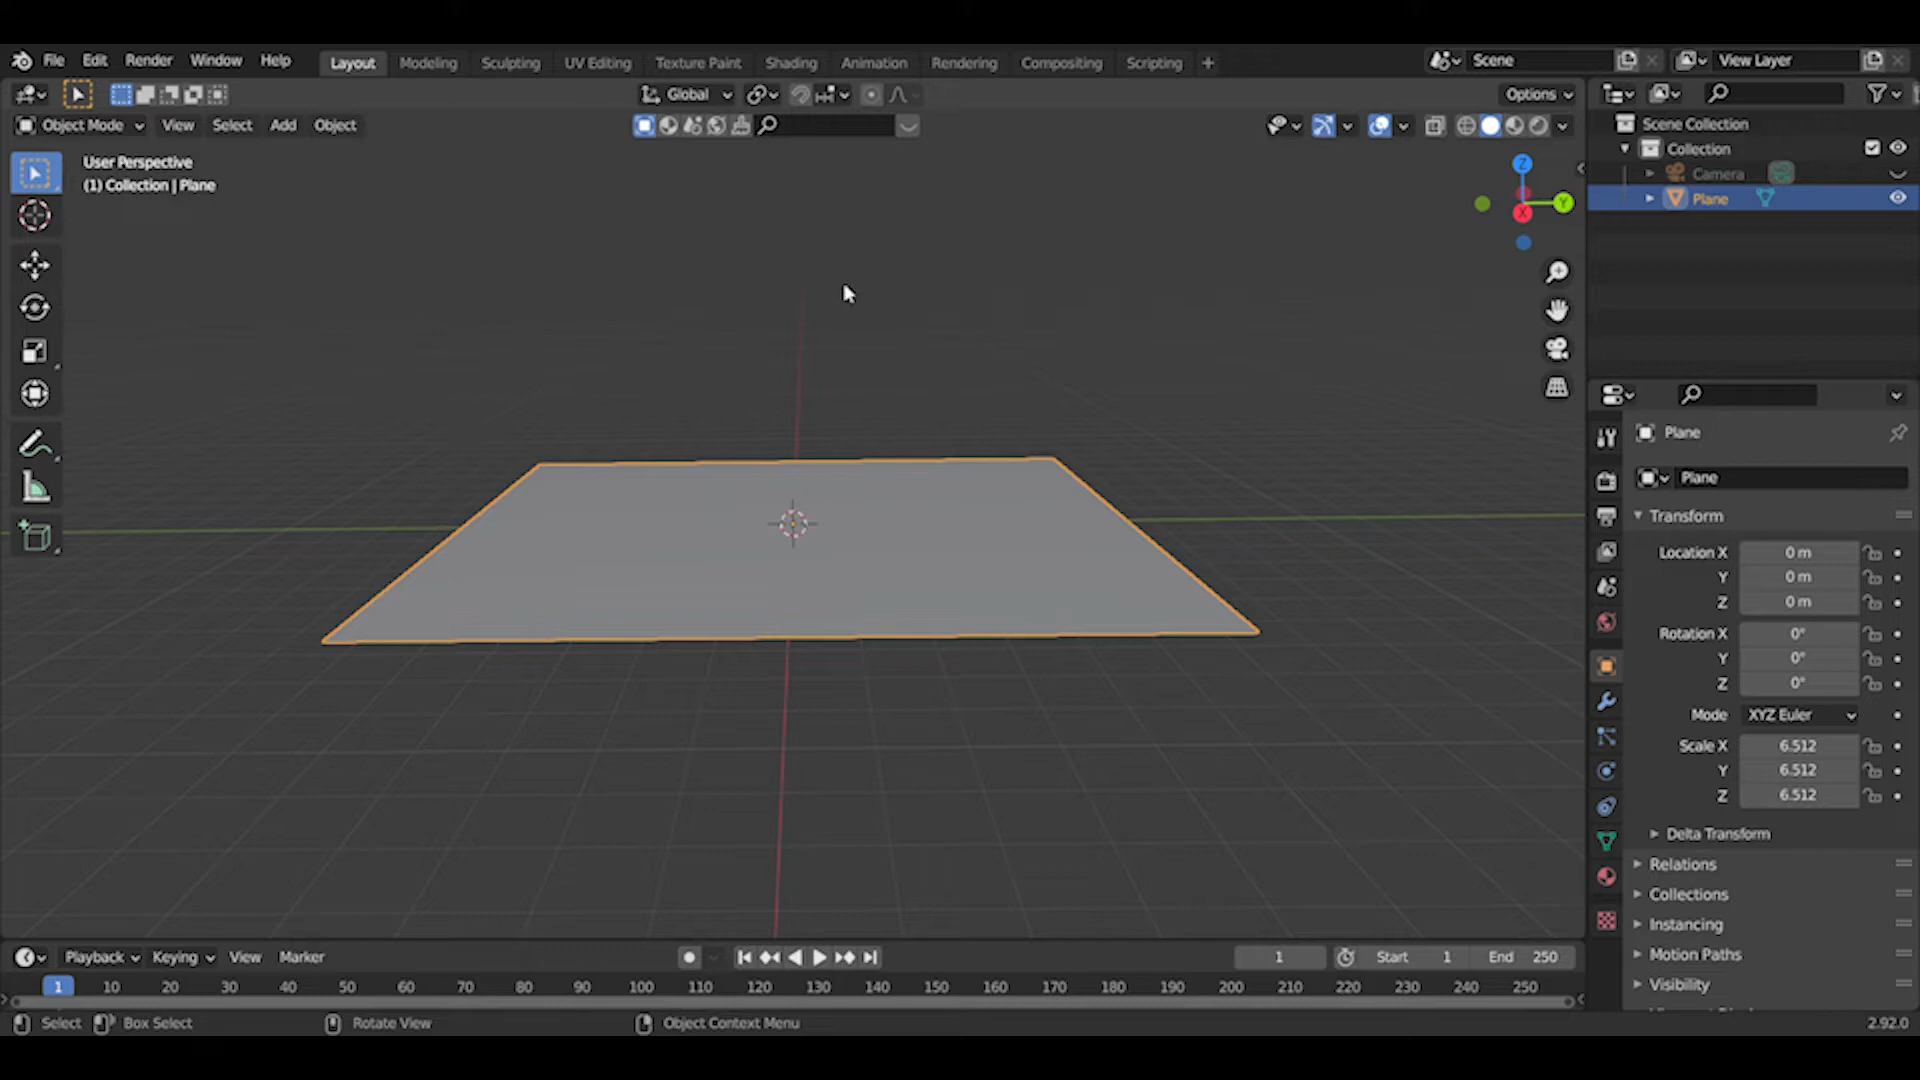 File Edit Render Window Help Layout Modeling Sculpting UV Editing Texture Paint Shading Animation Rendering Compositing Scripting + Scene View Layer
Global Options
Object Mode View Select Add Object
User Perspective
(1) Collection | Plane
Z
Y
X
Scene Collection
Collection
Camera
Plane
Plane
Plane
Transform
Location X 0 m
Y 0 m
Z 0 m
Rotation X 0°
Y 0°
Z 0°
Mode XYZ Euler
Scale X 6.512
Y 6.512
Z 6.512
Delta Transform
Relations
Collections
Instancing
Motion Paths
Visibility
Playback Keying View Marker 1 Start 1 End 250
1 10 20 30 40 50 60 70 80 90 100 110 120 130 140 150 160 170 180 190 200 210 220 230 240 250
Select Box Select Rotate View Object Context Menu 2.92.0